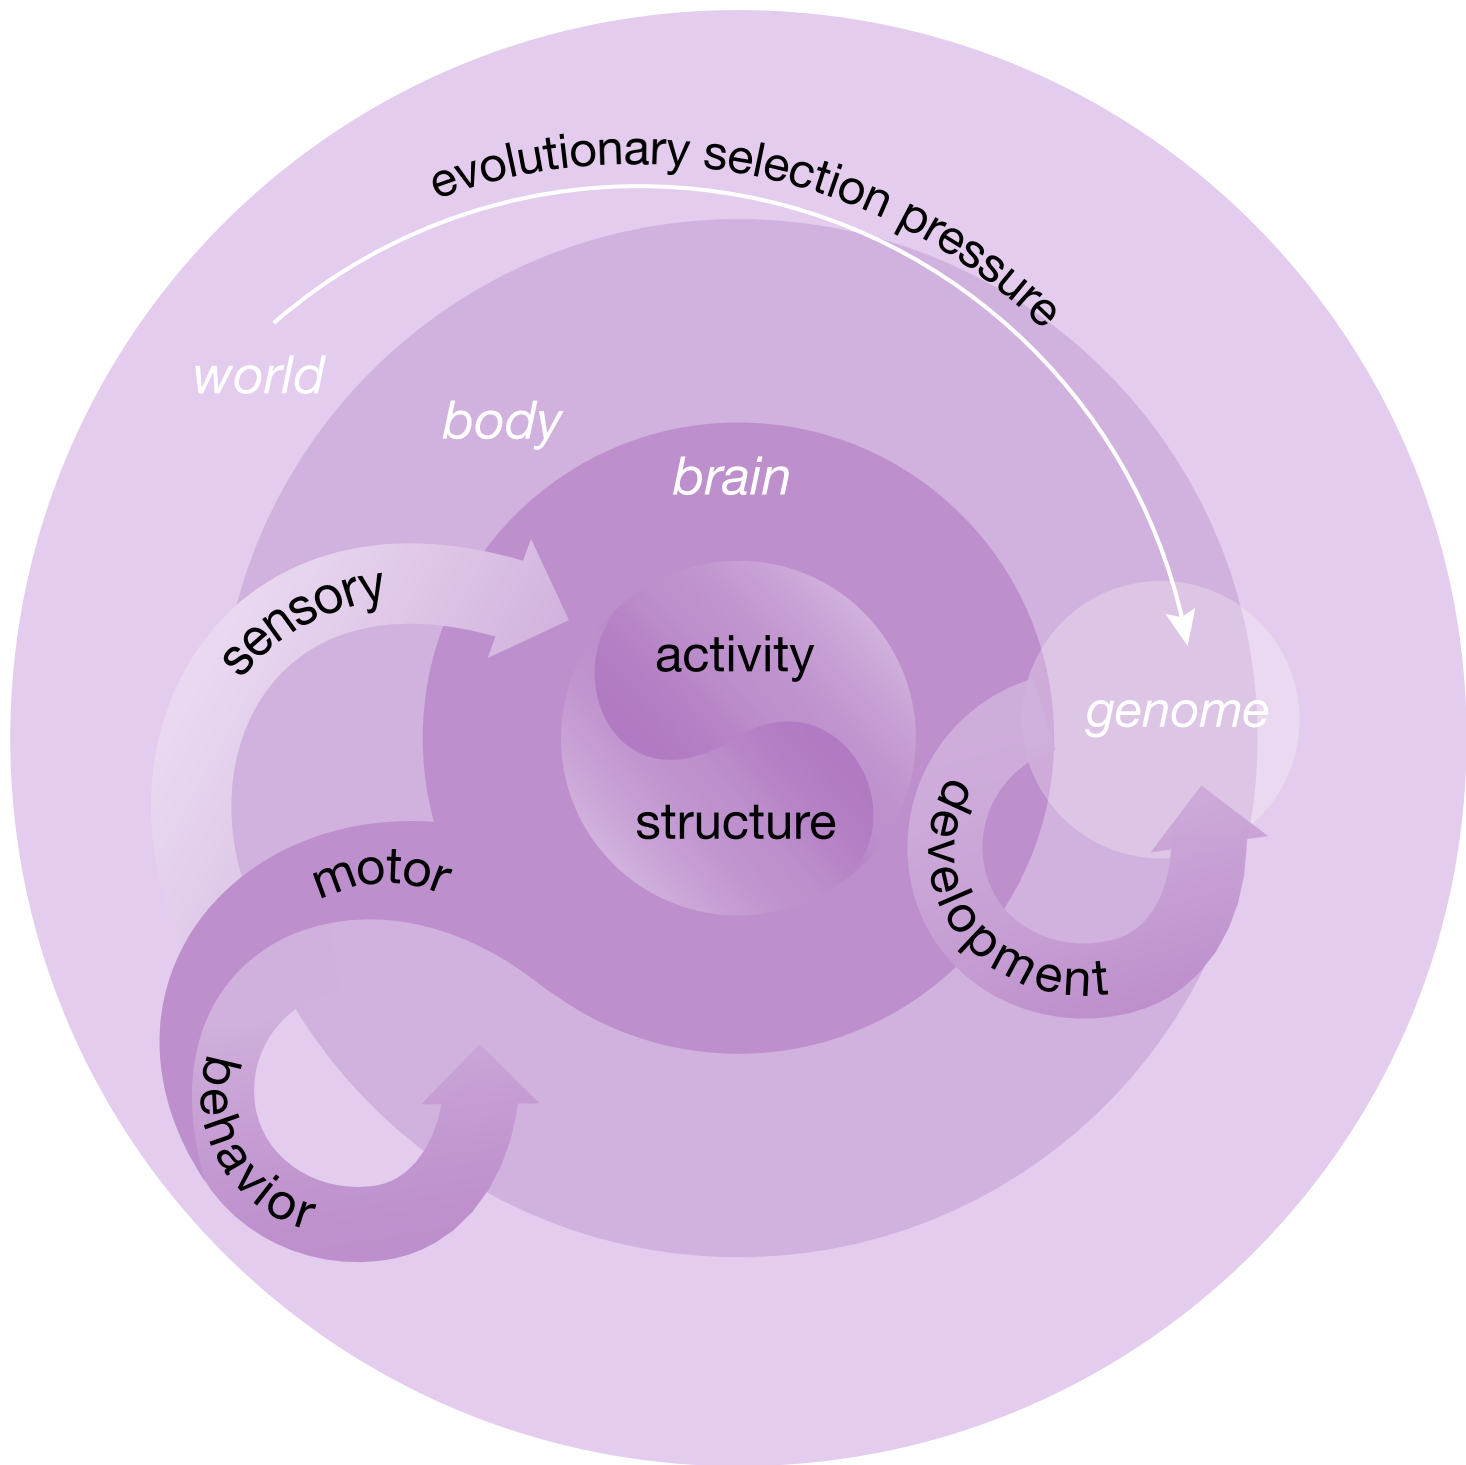 evolutionary selection pressure
world
body
brain
sensory
activity
genome
structure
development
motor
behavior